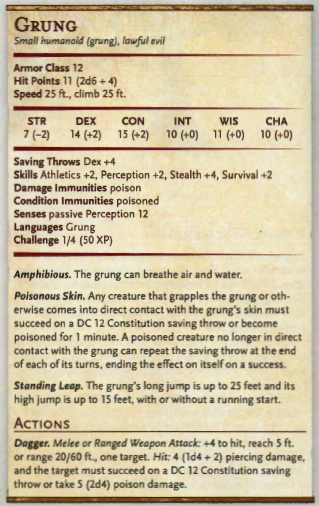 GRUNG
Small humanoid (grung), lawful evil
Armor Class 12
Hit Points 11 (2d6 + 4)
Speed 25 ft., climb 25 ft.
STR DEX CON INT WIS CHA
7 (–2) 14 (+2) 15 (+2) 10 (+0) 11 (+0) 10 (+0)
Saving Throws Dex +4
Skills Athletics +2, Perception +2, Stealth +4, Survival +2
Damage Immunities poison
Condition Immunities poisoned
Senses passive Perception 12
Languages Grung
Challenge 1/4 (50 XP)
Amphibious. The grung can breathe air and water.
Poisonous Skin. Any creature that grapples the grung or oth-
erwise comes into direct contact with the grung's skin must
succeed on a DC 12 Constitution saving throw or become
poisoned for 1 minute. A poisoned creature no longer in direct
contact with the grung can repeat the saving throw at the end
of each of its turns, ending the effect on itself on a success.
Standing Leap. The grung's long jump is up to 25 feet and its
high jump is up to 15 feet, with or without a running start.
ACTIONS
Dagger. Melee or Ranged Weapon Attack: +4 to hit, reach 5 ft.
or range 20/60 ft., one target. Hit: 4 (1d4 + 2) piercing damage,
and the target must succeed on a DC 12 Constitution saving
throw or take 5 (2d4) poison damage.